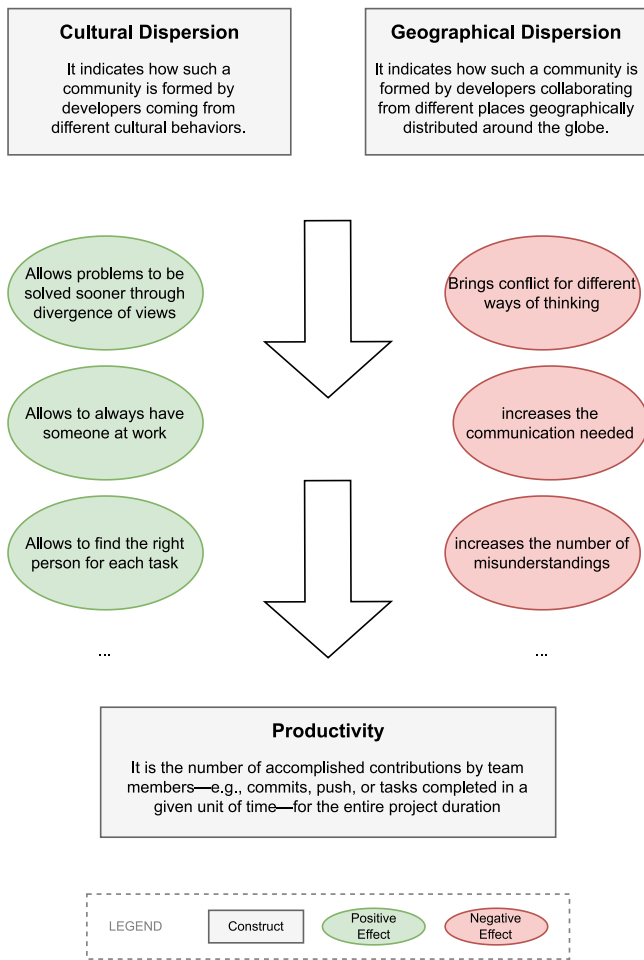 Cultural Dispersion
It indicates how such a
community is formed by
developers coming from
different cultural behaviors.
Geographical Dispersion
It indicates how such a community is
formed by developers collaborating
from different places geographically
distributed around the globe.
Allows problems to be
solved sooner through
divergence of views
Brings conflict for different
ways of thinking
Allows to always have
someone at work
increases the
communication needed
Allows to find the right
person for each task
increases the number of
misunderstandings
...
...
Productivity
It is the number of accomplished contributions by team
members—e.g., commits, push, or tasks completed in a
given unit of time—for the entire project duration
LEGEND
Construct
Positive
Effect
Negative
Effect